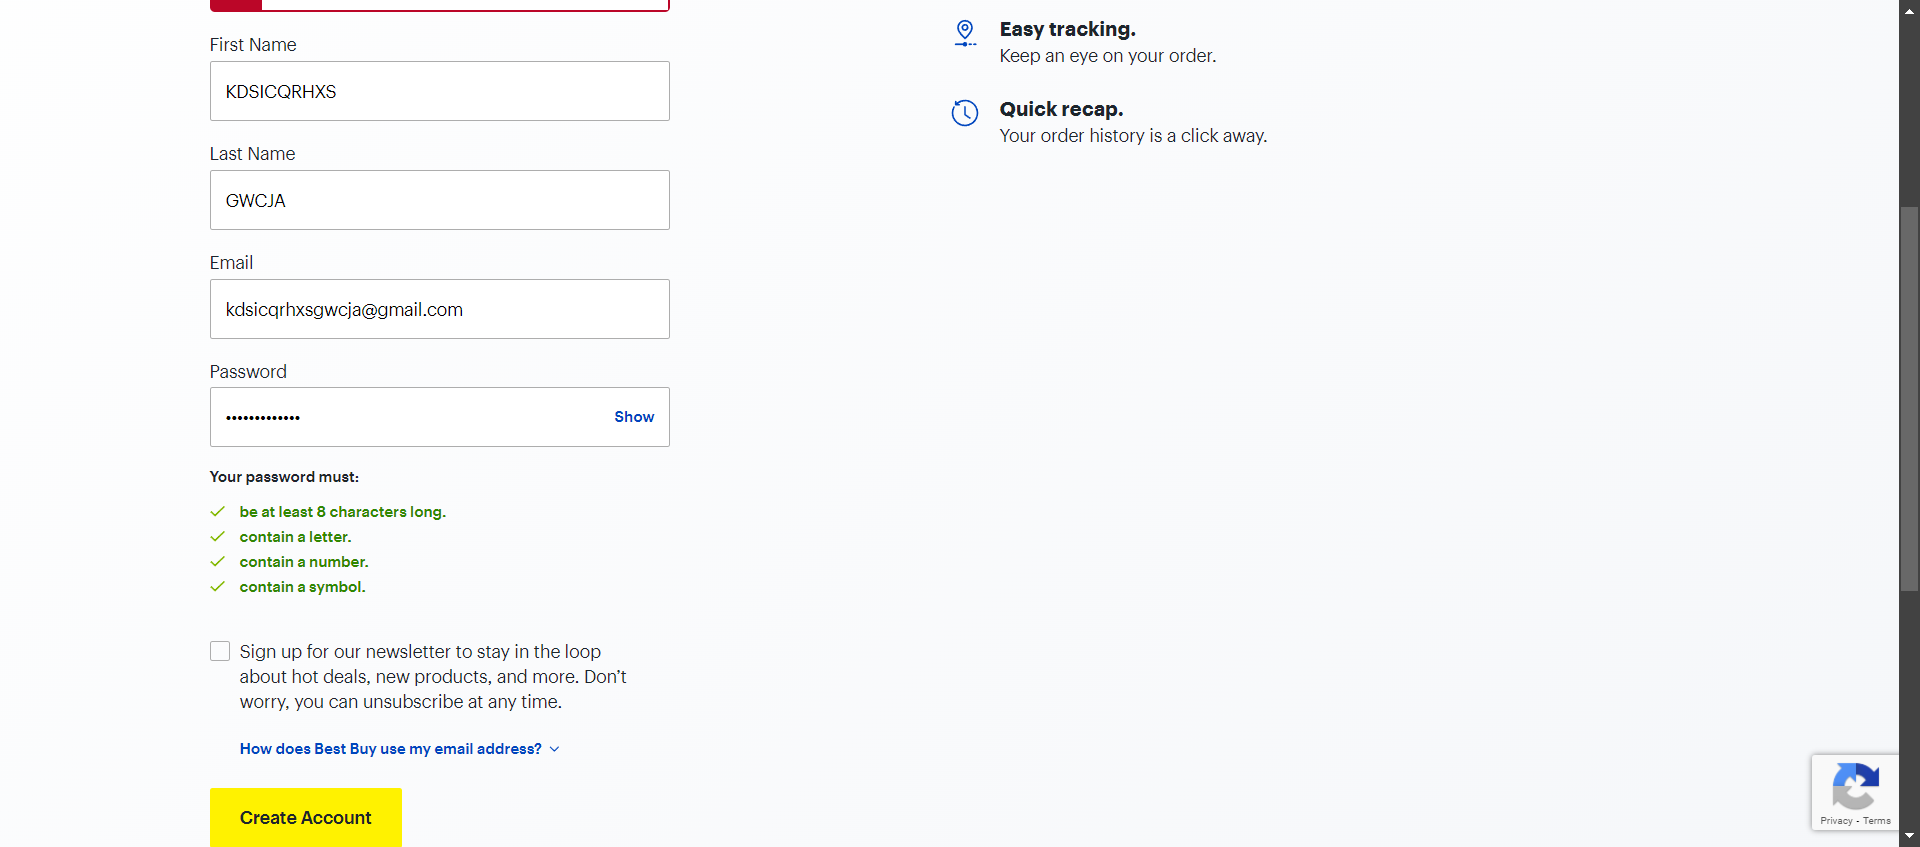 First Name
KDSICQRHXS
Last Name
GWCJA
Email
kdsicqrhxsgwcja@gmail.com
Password
•••••••••••••
Show
Your password must:
be at least 8 characters long.
contain a letter.
contain a number.
contain a symbol.
Sign up for our newsletter to stay in the loop
about hot deals, new products, and more. Don't
worry, you can unsubscribe at any time.
How does Best Buy use my email address?
Create Account
Easy tracking.
Keep an eye on your order.
Quick recap.
Your order history is a click away.
Privacy - Terms